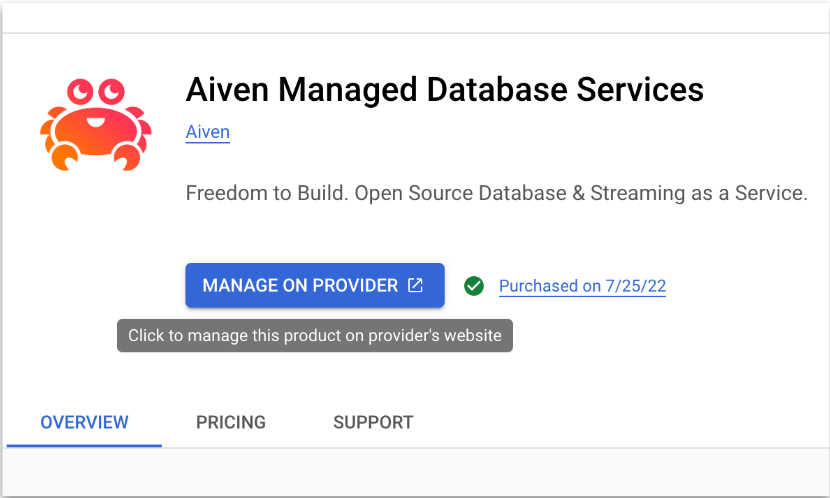 Aiven Managed Database Services
Aiven
Freedom to Build. Open Source Database & Streaming as a Service.
MANAGE ON PROVIDER
Purchased on 7/25/22
Click to manage this product on provider's website
OVERVIEW
PRICING
SUPPORT